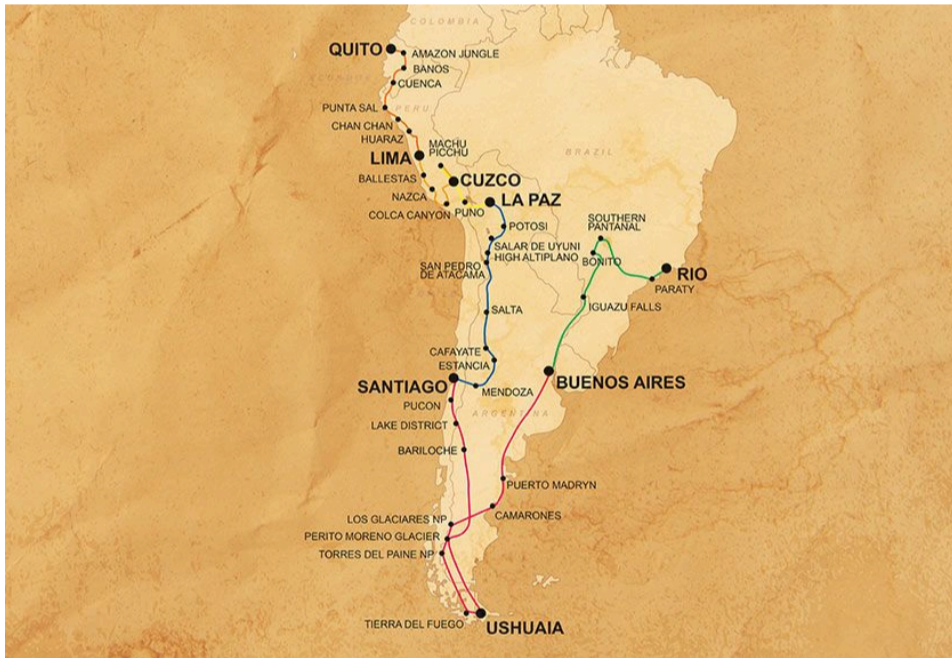 COLOMBIA
QUITO
AMAZON JUNGLE
BANOS
ECUADOR
CUENCA
PUNTA SAL
PERU
CHAN CHAN
HUARAZ
MACHU
PICCHU
BRAZIL
LIMA
BALLESTAS
CUZCO
NAZCA
LA PAZ
COLCA CANYON
PUNO
POTOSI
SOUTHERN
PANTANAL
SALAR DE UYUNI
HIGH ALTIPLANO
SAN PEDRO
DE ATACAMA
BONITO
RIO
PARATY
IGUAZU FALLS
SALTA
CAFAYATE
ESTANCIA
SANTIAGO
MENDOZA
BUENOS AIRES
PUCON
ARGENTINA
LAKE DISTRICT
BARILOCHE
PUERTO MADRYN
CAMARONES
LOS GLACIARES NP
PERITO MORENO GLACIER
TORRES DEL PAINE NP
TIERRA DEL FUEGO
USHUAIA